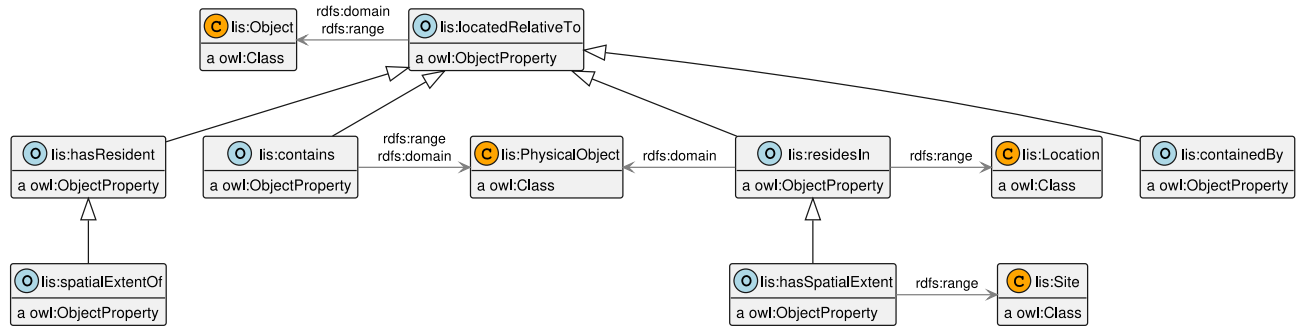 rdfs:domain
rdfs:range
C lis:Object
a owl:Class
O lis:locatedRelativeTo
a owl:ObjectProperty
O lis:hasResident
a owl:ObjectProperty
O lis:contains
a owl:ObjectProperty
rdfs:range
rdfs:domain
C lis:PhysicalObject
a owl:Class
rdfs:domain
O lis:residesIn
a owl:ObjectProperty
rdfs:range
C lis:Location
a owl:Class
O lis:containedBy
a owl:ObjectProperty
O lis:spatialExtentOf
a owl:ObjectProperty
O lis:hasSpatialExtent
a owl:ObjectProperty
rdfs:range
C lis:Site
a owl:Class